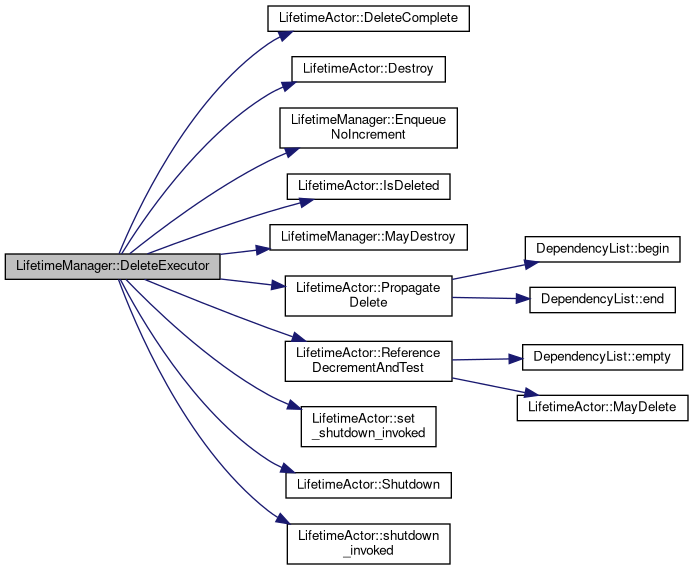 LifetimeManager::DeleteExecutor
LifetimeActor::DeleteComplete
LifetimeActor::Destroy
LifetimeManager::Enqueue
NoIncrement
LifetimeActor::IsDeleted
LifetimeManager::MayDestroy
LifetimeActor::Propagate
Delete
DependencyList::begin
DependencyList::end
LifetimeActor::Reference
DecrementAndTest
DependencyList::empty
LifetimeActor::MayDelete
LifetimeActor::set
_shutdown_invoked
LifetimeActor::Shutdown
LifetimeActor::shutdown
_invoked